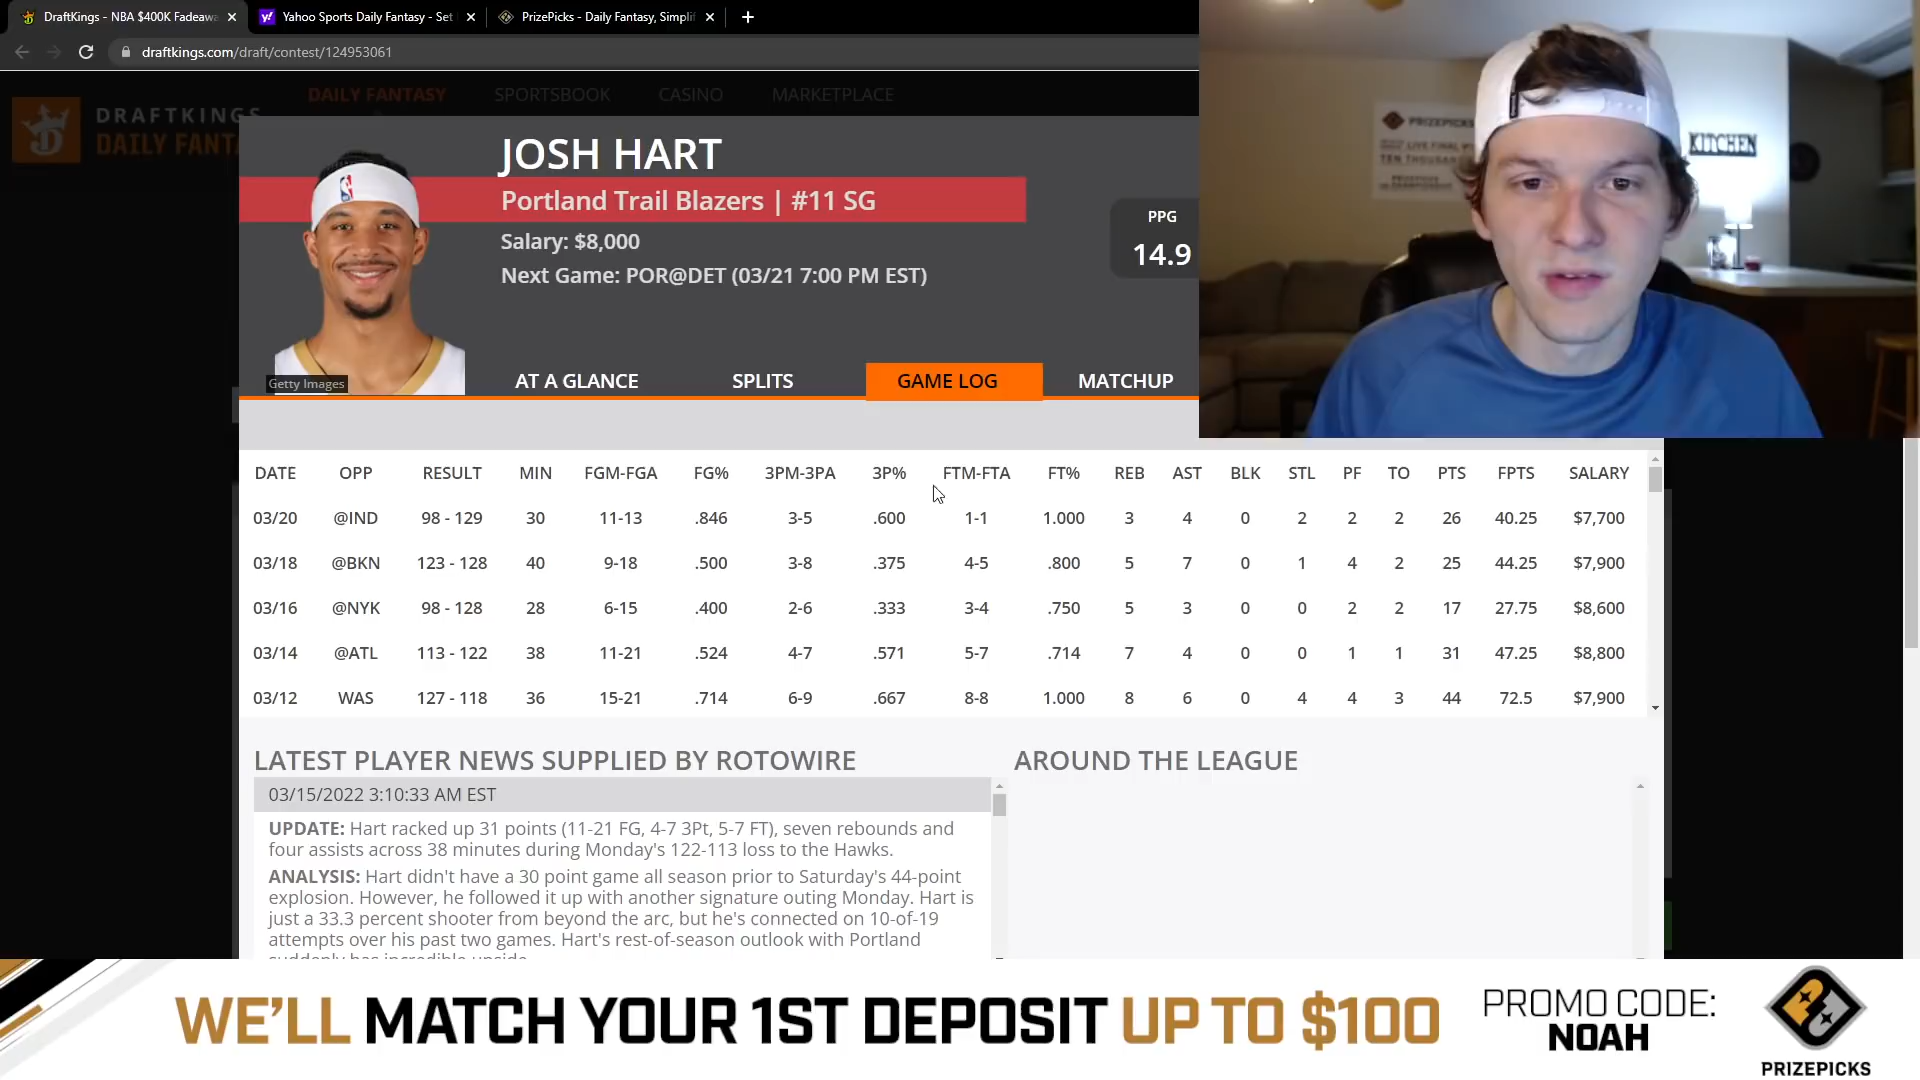 DraftKings - NBA $400K Fadeawa
Yahoo Sports Daily Fantasy - Set
PrizePicks - Daily Fantasy, Simplif
draftkings.com/draft/contest/124953061
DRAFTKINGS
DAILY FANTA
DAILY FANTASY SPORTSBOOK CASINO MARKETPLACE
JOSH HART
Portland Trail Blazers | #11 SG
Salary: $8,000
Next Game: POR@DET (03/21 7:00 PM EST)
PPG
14.9
Getty Images
AT A GLANCE SPLITS GAME LOG MATCHUP
PRIZEPICKS
LIVE FINAL
TEN THOUSAN
KITCHEN
DATE OPP RESULT MIN FGM-FGA FG% 3PM-3PA 3P% FTM-FTA FT% REB AST BLK STL PF TO PTS FPTS SALARY
03/20 @IND 98 - 129 30 11-13 .846 3-5 .600 1-1 1.000 3 4 0 2 2 2 26 40.25 $7,700
03/18 @BKN 123 - 128 40 9-18 .500 3-8 .375 4-5 .800 5 7 0 1 4 2 25 44.25 $7,900
03/16 @NYK 98 - 128 28 6-15 .400 2-6 .333 3-4 .750 5 3 0 0 2 2 17 27.75 $8,600
03/14 @ATL 113 - 122 38 11-21 .524 4-7 .571 5-7 .714 7 4 0 0 1 1 31 47.25 $8,800
03/12 WAS 127 - 118 36 15-21 .714 6-9 .667 8-8 1.000 8 6 0 4 4 3 44 72.5 $7,900
LATEST PLAYER NEWS SUPPLIED BY ROTOWIRE
AROUND THE LEAGUE
03/15/2022 3:10:33 AM EST
UPDATE: Hart racked up 31 points (11-21 FG, 4-7 3Pt, 5-7 FT), seven rebounds and
four assists across 38 minutes during Monday's 122-113 loss to the Hawks.
ANALYSIS: Hart didn't have a 30 point game all season prior to Saturday's 44-point
explosion. However, he followed it up with another signature outing Monday. Hart is
just a 33.3 percent shooter from beyond the arc, but he's connected on 10-of-19
attempts over his past two games. Hart's rest-of-season outlook with Portland
suddenly has incredible upside.
WE'LL MATCH YOUR 1ST DEPOSIT UP TO $100
PROMO CODE:
NOAH
PRIZEPICKS